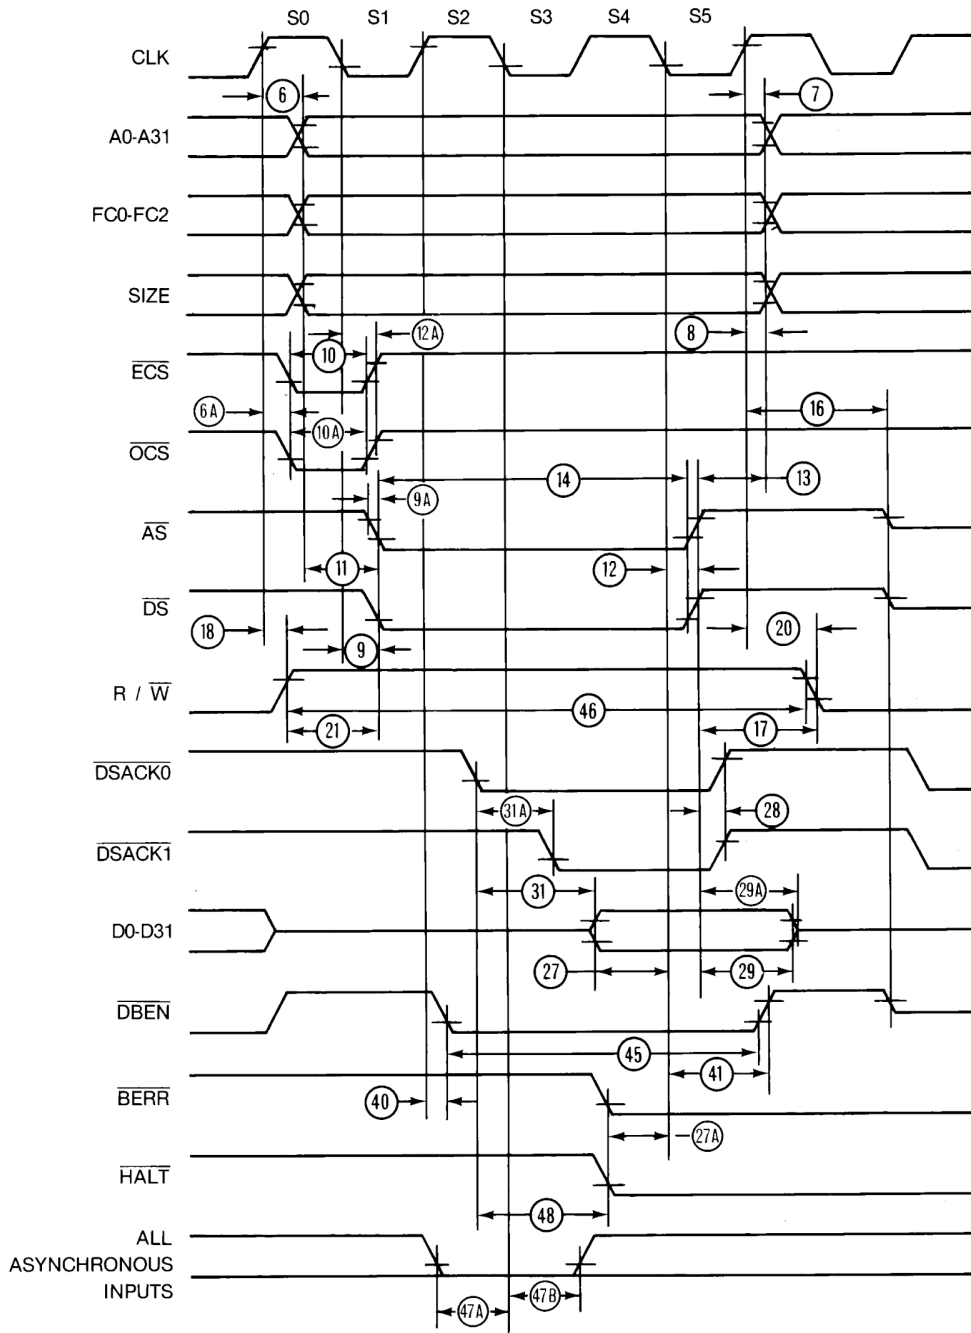 S0 S1 S2 S3 S4 S5
CLK
6 7
A0-A31
FC0-FC2
SIZE
12A 8
10
ECS
6A 16
10A
OCS
14 13
9A
AS
11 12
DS
18 9 20
R / W
46
21 17
DSACK0
31A 28
DSACK1
31 29A
D0-D31
27 29
DBEN
45
41
BERR
40
27A
HALT
48
ALL
ASYNCHRONOUS
INPUTS
47A 47B